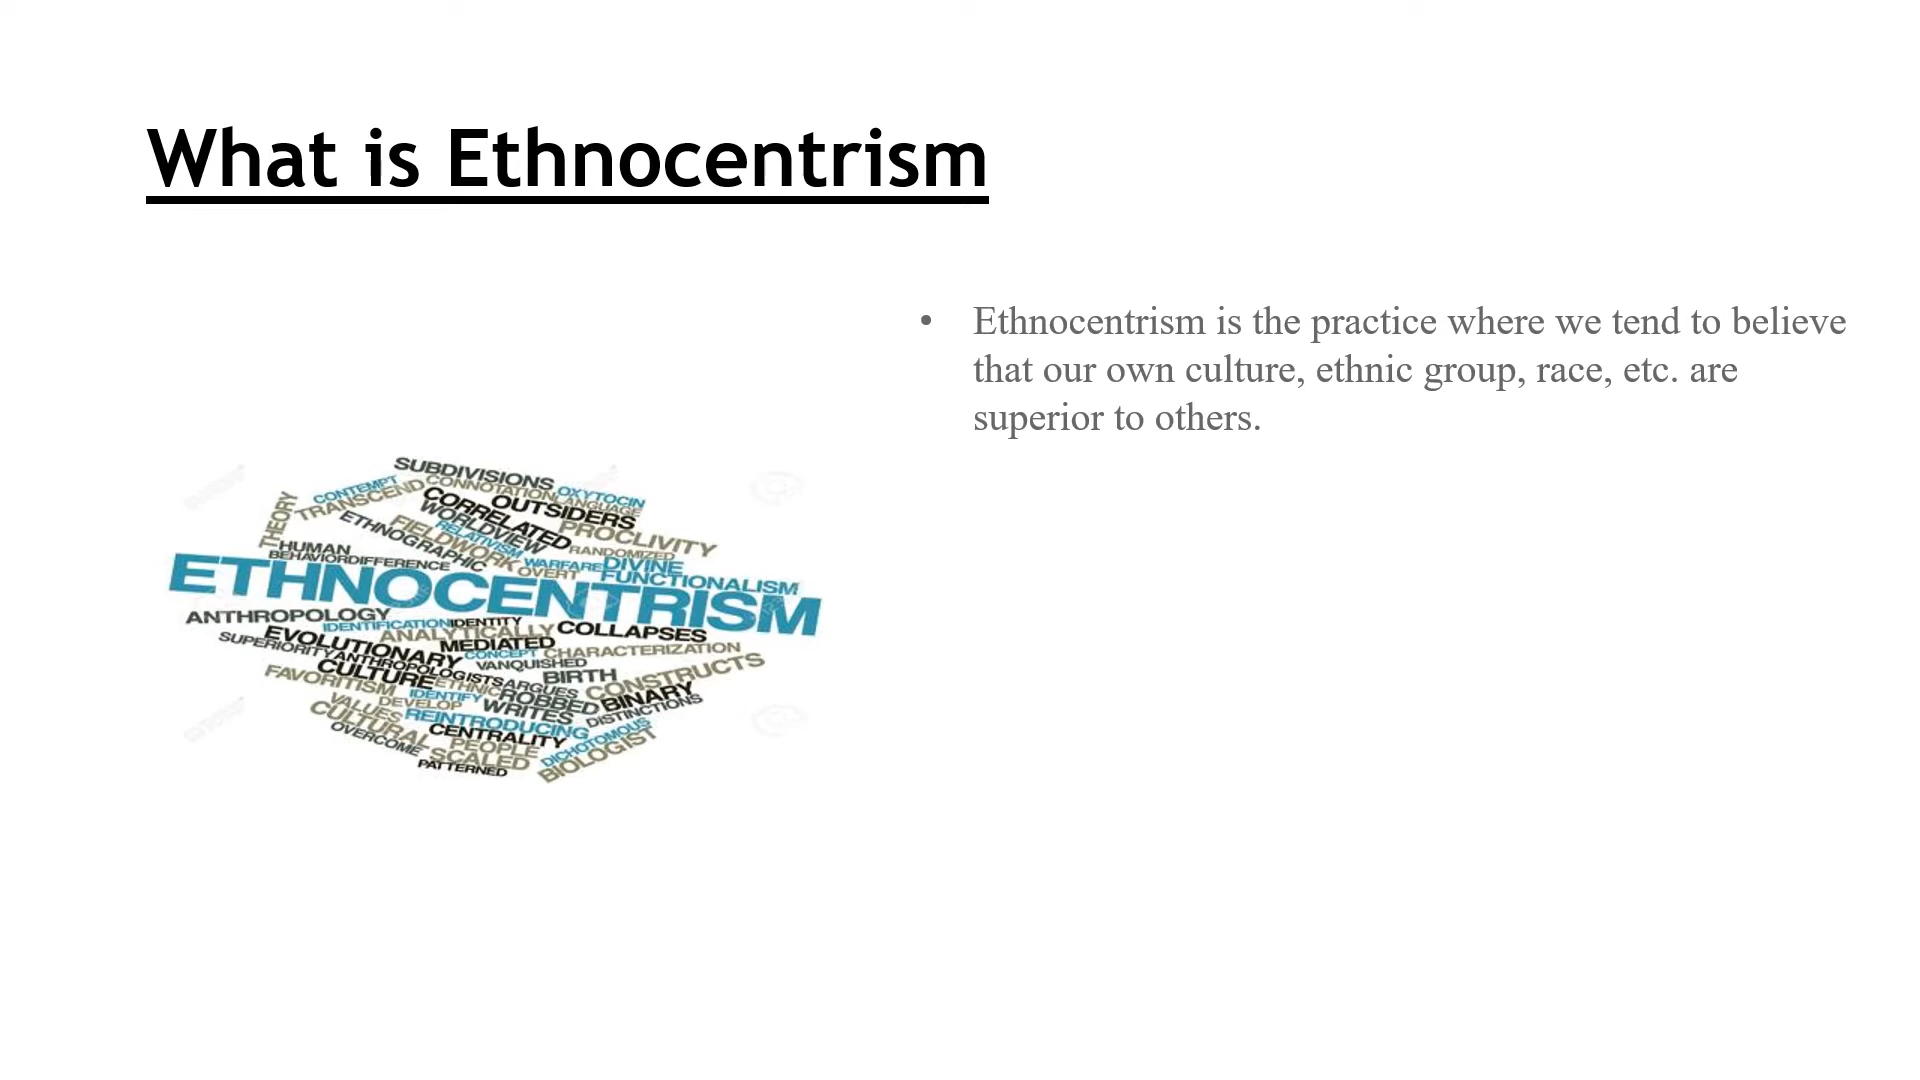 What is Ethnocentrism
• Ethnocentrism is the practice where we tend to believe
that our own culture, ethnic group, race, etc. are
superior to others.
SUBDIVISIONS
CONTEMPT
CONNOTATION
OXYTOCIN
TRANSCEND
LANGUAGE
THEORY
CORRELATED
OUTSIDERS
WORLDVIEW
PROCLIVITY
ETHNOGRAPHIC
FIELDWORK
RELATIVISM
RANDOMIZED
HUMAN
BEHAVIOR
DIFFERENCE
WARFARE
DIVINE
OVERT
FUNCTIONALISM
ETHNOCENTRISM
ANTHROPOLOGY
IDENTIFICATION
IDENTITY
ANALYTICALLY
COLLAPSES
EVOLUTIONARY
SUPERIORITY
MEDIATED
CONCEPT
CHARACTERIZATION
ANTHROPOLOGISTS
VANQUISHED
CULTURE
BIRTH
CONSTRUCTS
FAVORITISM
ETHNIC
ARGUES
IDENTIFY
ROBBED
BINARY
VALUES
DEVELOP
WRITES
DISTINCTIONS
CULTURAL
REINTRODUCING
OVERCOME
CENTRALITY
PEOPLE
DICHOTOMOUS
SCALED
BIOLOGIST
PATTERNED